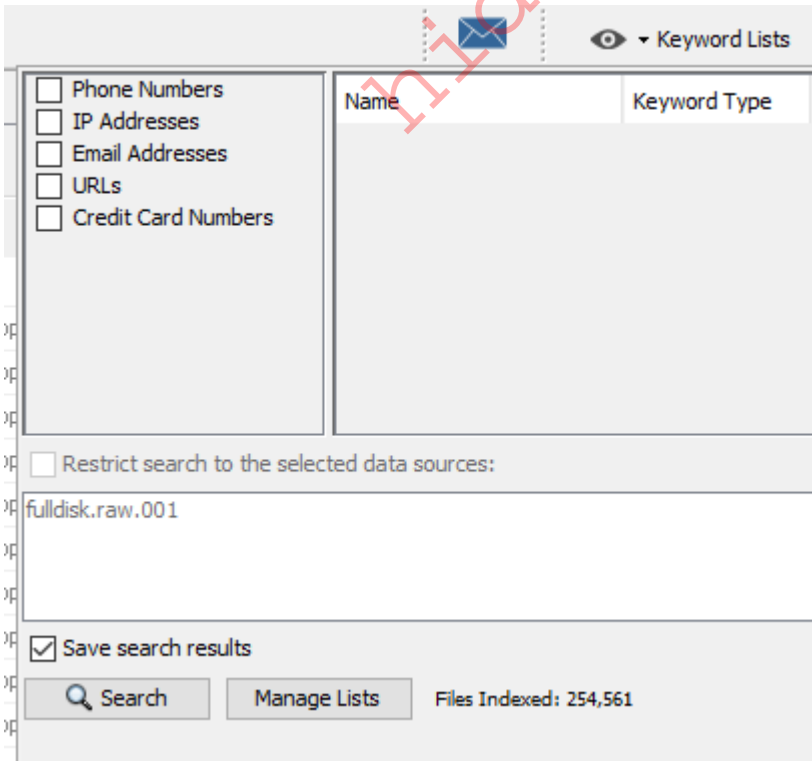 Keyword Lists
Phone Numbers
IP Addresses
Email Addresses
URLs
Credit Card Numbers
Name Keyword Type
Restrict search to the selected data sources:
fulldisk.raw.001
Save search results
Search Manage Lists Files Indexed: 254,561